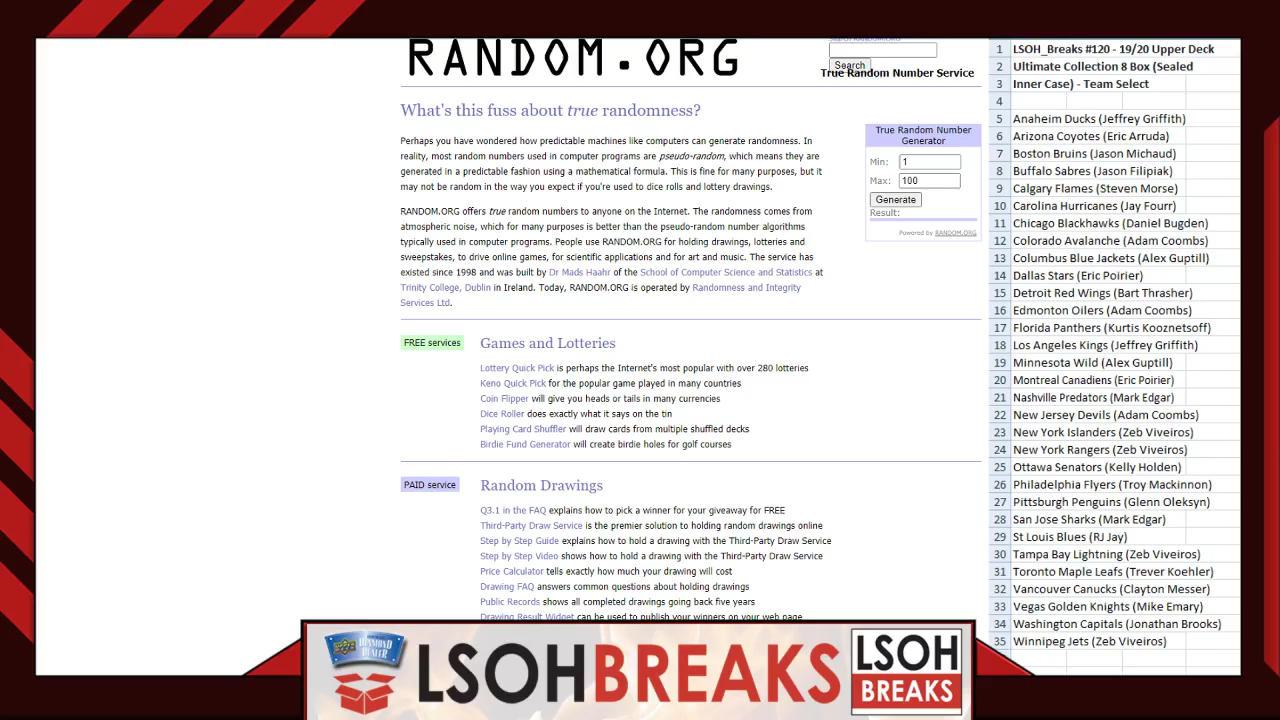 RANDOM.ORG
Search RANDOM.ORG
Search
True Random Number Service
What's this fuss about true randomness?
Perhaps you have wondered how predictable machines like computers can generate randomness. In
reality, most random numbers used in computer programs are pseudo-random, which means they are
generated in a predictable fashion using a mathematical formula. This is fine for many purposes, but it
may not be random in the way you expect if you're used to dice rolls and lottery drawings.
RANDOM.ORG offers true random numbers to anyone on the Internet. The randomness comes from
atmospheric noise, which for many purposes is better than the pseudo-random number algorithms
typically used in computer programs. People use RANDOM.ORG for holding drawings, lotteries and
sweepstakes, to drive online games, for scientific applications and for art and music. The service has
existed since 1998 and was built by Dr Mads Haahr of the School of Computer Science and Statistics at
Trinity College, Dublin in Ireland. Today, RANDOM.ORG is operated by Randomness and Integrity
Services Ltd.
True Random Number
Generator
Min: 1
Max: 100
Generate
Result:
Powered by RANDOM.ORG
FREE services
Games and Lotteries
Lottery Quick Pick is perhaps the Internet's most popular with over 280 lotteries
Keno Quick Pick for the popular game played in many countries
Coin Flipper will give you heads or tails in many currencies
Dice Roller does exactly what it says on the tin
Playing Card Shuffler will draw cards from multiple shuffled decks
Birdie Fund Generator will create birdie holes for golf courses
PAID service
Random Drawings
Q3.1 in the FAQ explains how to pick a winner for your giveaway for FREE
Third-Party Draw Service is the premier solution to holding random drawings online
Step by Step Guide explains how to hold a drawing with the Third-Party Draw Service
Step by Step Video shows how to hold a drawing with the Third-Party Draw Service
Price Calculator tells exactly how much your drawing will cost
Drawing FAQ answers common questions about holding drawings
Public Records shows all completed drawings going back five years
Drawing Result Widget can be used to publish your winners on your web page
1 LSOH_Breaks #120 - 19/20 Upper Deck
2 Ultimate Collection 8 Box (Sealed
3 Inner Case) - Team Select
4
5 Anaheim Ducks (Jeffrey Griffith)
6 Arizona Coyotes (Eric Arruda)
7 Boston Bruins (Jason Michaud)
8 Buffalo Sabres (Jason Filipiak)
9 Calgary Flames (Steven Morse)
10 Carolina Hurricanes (Jay Fourr)
11 Chicago Blackhawks (Daniel Bugden)
12 Colorado Avalanche (Adam Coombs)
13 Columbus Blue Jackets (Alex Guptill)
14 Dallas Stars (Eric Poirier)
15 Detroit Red Wings (Bart Thrasher)
16 Edmonton Oilers (Adam Coombs)
17 Florida Panthers (Kurtis Kooznetsoff)
18 Los Angeles Kings (Jeffrey Griffith)
19 Minnesota Wild (Alex Guptill)
20 Montreal Canadiens (Eric Poirier)
21 Nashville Predators (Mark Edgar)
22 New Jersey Devils (Adam Coombs)
23 New York Islanders (Zeb Viveiros)
24 New York Rangers (Zeb Viveiros)
25 Ottawa Senators (Kelly Holden)
26 Philadelphia Flyers (Troy Mackinnon)
27 Pittsburgh Penguins (Glenn Oleksyn)
28 San Jose Sharks (Mark Edgar)
29 St Louis Blues (RJ Jay)
30 Tampa Bay Lightning (Zeb Viveiros)
31 Toronto Maple Leafs (Trever Koehler)
32 Vancouver Canucks (Clayton Messer)
33 Vegas Golden Knights (Mike Emary)
34 Washington Capitals (Jonathan Brooks)
35 Winnipeg Jets (Zeb Viveiros)
DIAMOND
DEALER
LSOHBREAKS
LSOH
BREAKS